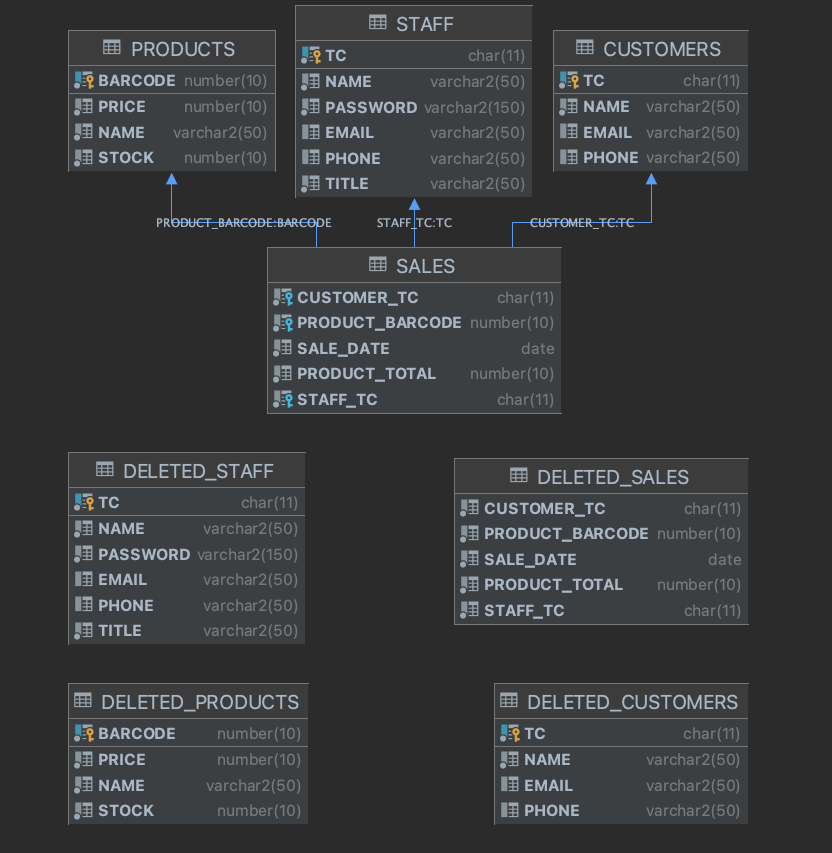 PRODUCTS
BARCODE number(10)
PRICE number(10)
NAME varchar2(50)
STOCK number(10)
STAFF
TC char(11)
NAME varchar2(50)
PASSWORD varchar2(150)
EMAIL varchar2(50)
PHONE varchar2(50)
TITLE varchar2(50)
CUSTOMERS
TC char(11)
NAME varchar2(50)
EMAIL varchar2(50)
PHONE varchar2(50)
PRODUCT_BARCODE:BARCODE
STAFF_TC:TC
CUSTOMER_TC:TC
SALES
CUSTOMER_TC char(11)
PRODUCT_BARCODE number(10)
SALE_DATE date
PRODUCT_TOTAL number(10)
STAFF_TC char(11)
DELETED_STAFF
TC char(11)
NAME varchar2(50)
PASSWORD varchar2(150)
EMAIL varchar2(50)
PHONE varchar2(50)
TITLE varchar2(50)
DELETED_SALES
CUSTOMER_TC char(11)
PRODUCT_BARCODE number(10)
SALE_DATE date
PRODUCT_TOTAL number(10)
STAFF_TC char(11)
DELETED_PRODUCTS
BARCODE number(10)
PRICE number(10)
NAME varchar2(50)
STOCK number(10)
DELETED_CUSTOMERS
TC char(11)
NAME varchar2(50)
EMAIL varchar2(50)
PHONE varchar2(50)